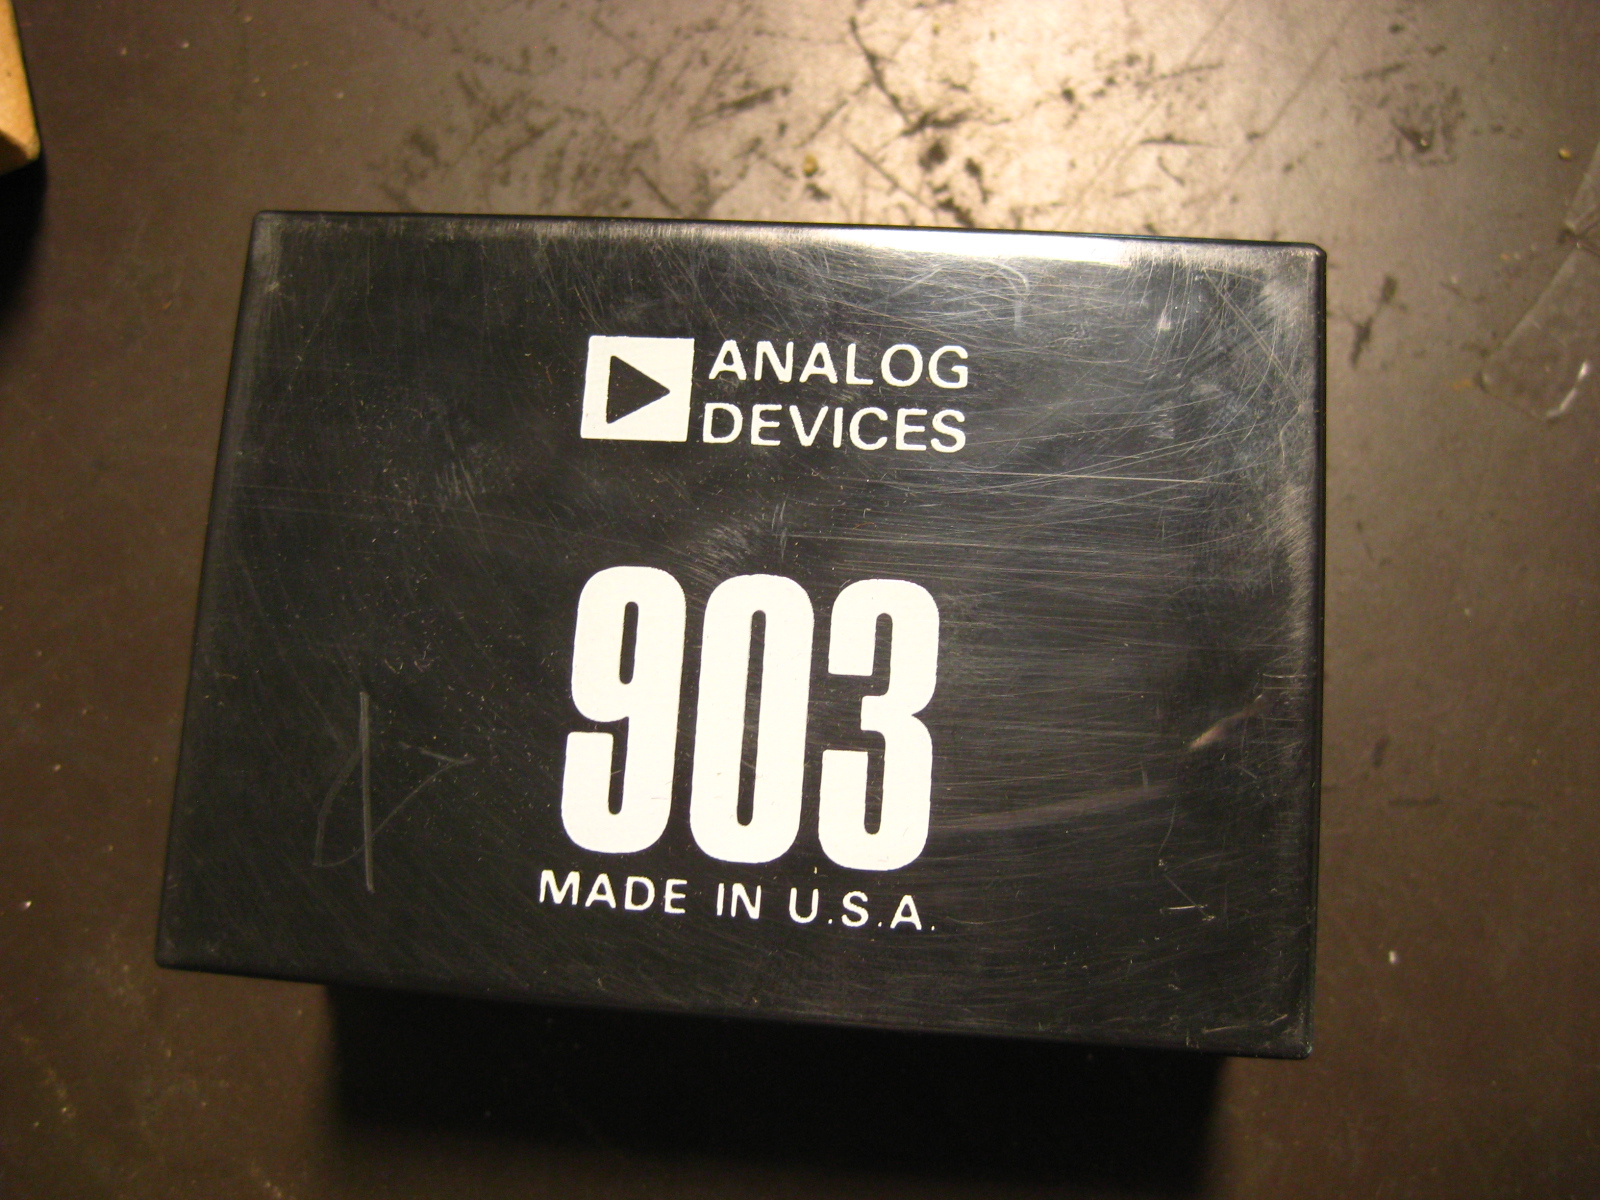 ANALOG
DEVICES
903
MADE IN U.S.A.